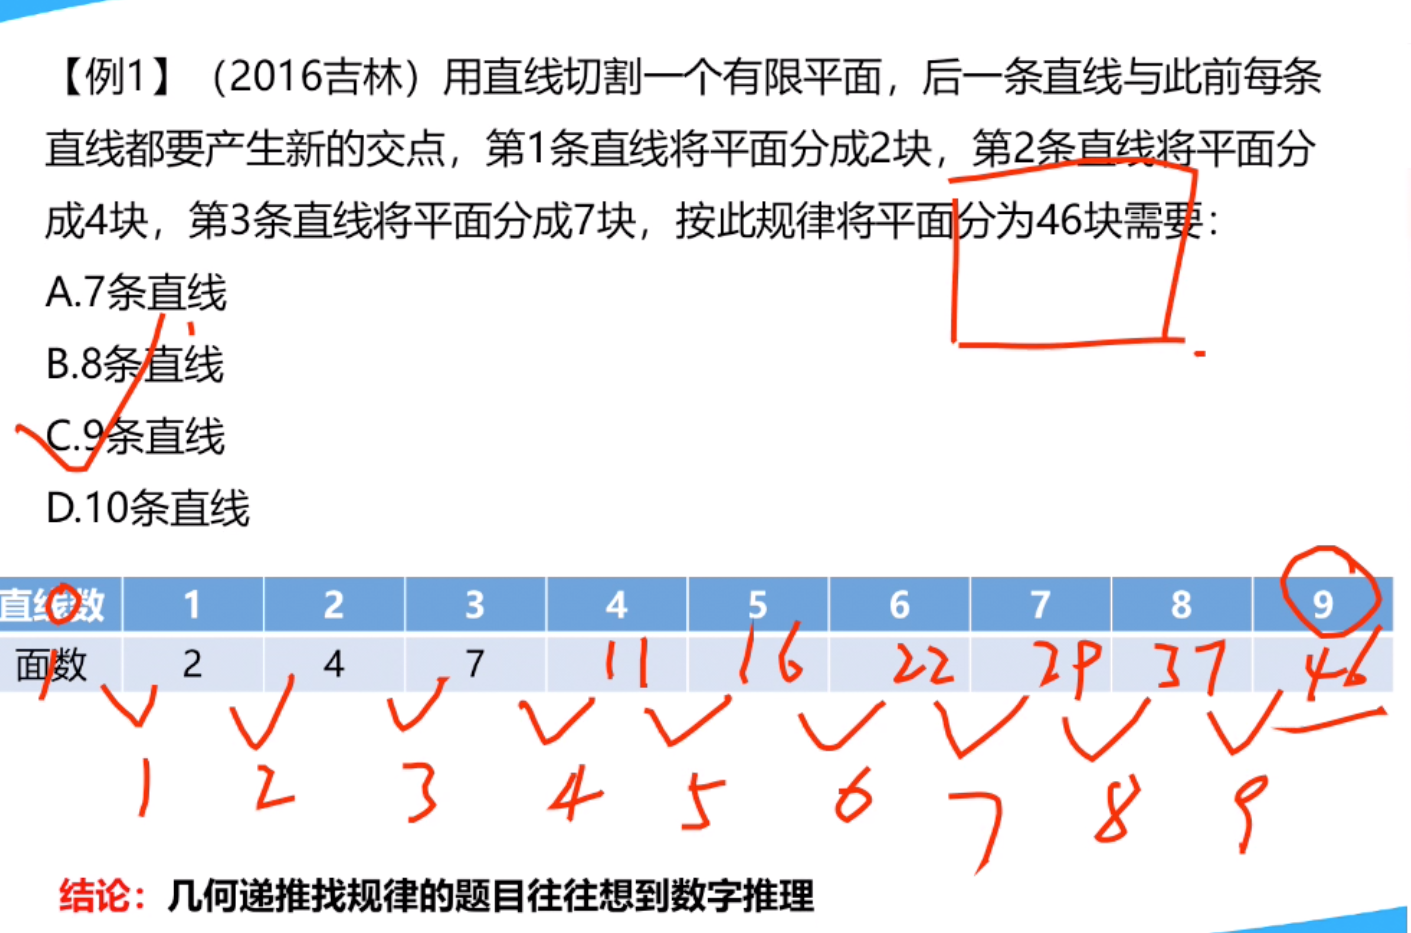 【例1】（2016吉林）用直线切割一个有限平面，后一条直线与此前每条
直线都要产生新的交点，第1条直线将平面分成2块，第2条直线将平面分
成4块，第3条直线将平面分成7块，按此规律将平面分为46块需要：
A.7条直线
B.8条直线
C.9条直线
D.10条直线
直线数 0 1 2 3 4 5 6 7 8 9
面数 1 2 4 7 11 16 22 29 37 46
1 2 3 4 5 6 7 8 9
结论：几何递推找规律的题目往往想到数字推理